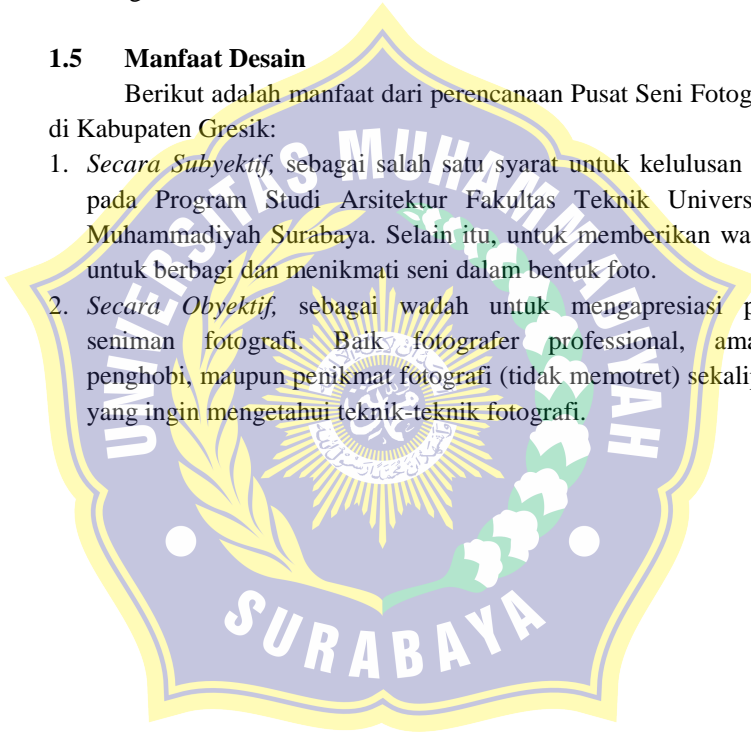 1.5 Manfaat Desain
Berikut adalah manfaat dari perencanaan Pusat Seni Fotog
di Kabupaten Gresik:
1. Secara Subyektif, sebagai salah satu syarat untuk kelulusan
pada Program Studi Arsitektur Fakultas Teknik Univers
Muhammadiyah Surabaya. Selain itu, untuk memberikan wa
untuk berbagi dan menikmati seni dalam bentuk foto.
2. Secara Obyektif, sebagai wadah untuk mengapresiasi p
seniman fotografi. Baik fotografer professional, ama
penghobi, maupun penikmat fotografi (tidak memotret) sekalip
yang ingin mengetahui teknik-teknik fotografi.
UNIVERSITAS MUHAMMADIYAH
SURABAYA